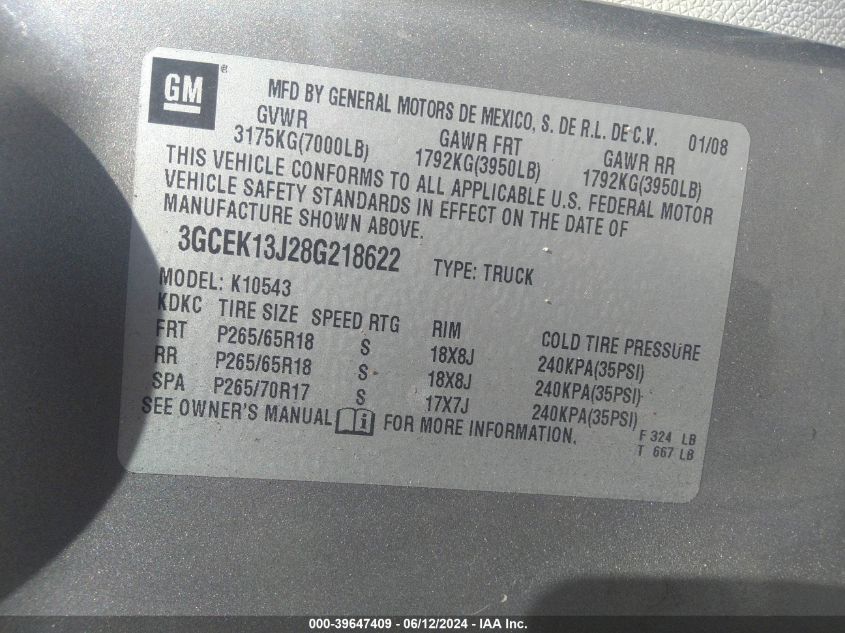 GM ® MFD BY GENERAL MOTORS DE MEXICO, S. DE R.L. DE C.V. 01/08
GVWR GAWR FRT GAWR RR
3175KG(7000LB) 1792KG(3950LB) 1792KG(3950LB)
THIS VEHICLE CONFORMS TO ALL APPLICABLE U.S. FEDERAL MOTOR
VEHICLE SAFETY STANDARDS IN EFFECT ON THE DATE OF
MANUFACTURE SHOWN ABOVE.
3GCEK13J28G218622 TYPE: TRUCK
MODEL: K10543
KDKC TIRE SIZE SPEED RTG RIM COLD TIRE PRESSURE
FRT P265/65R18 S 18X8J 240KPA(35PSI)
RR P265/65R18 S 18X8J 240KPA(35PSI)
SPA P265/70R17 S 17X7J 240KPA(35PSI)
SEE OWNER'S MANUAL FOR MORE INFORMATION.
F 324 LB
T 667 LB
000-39647409 - 06/12/2024 - IAA Inc.